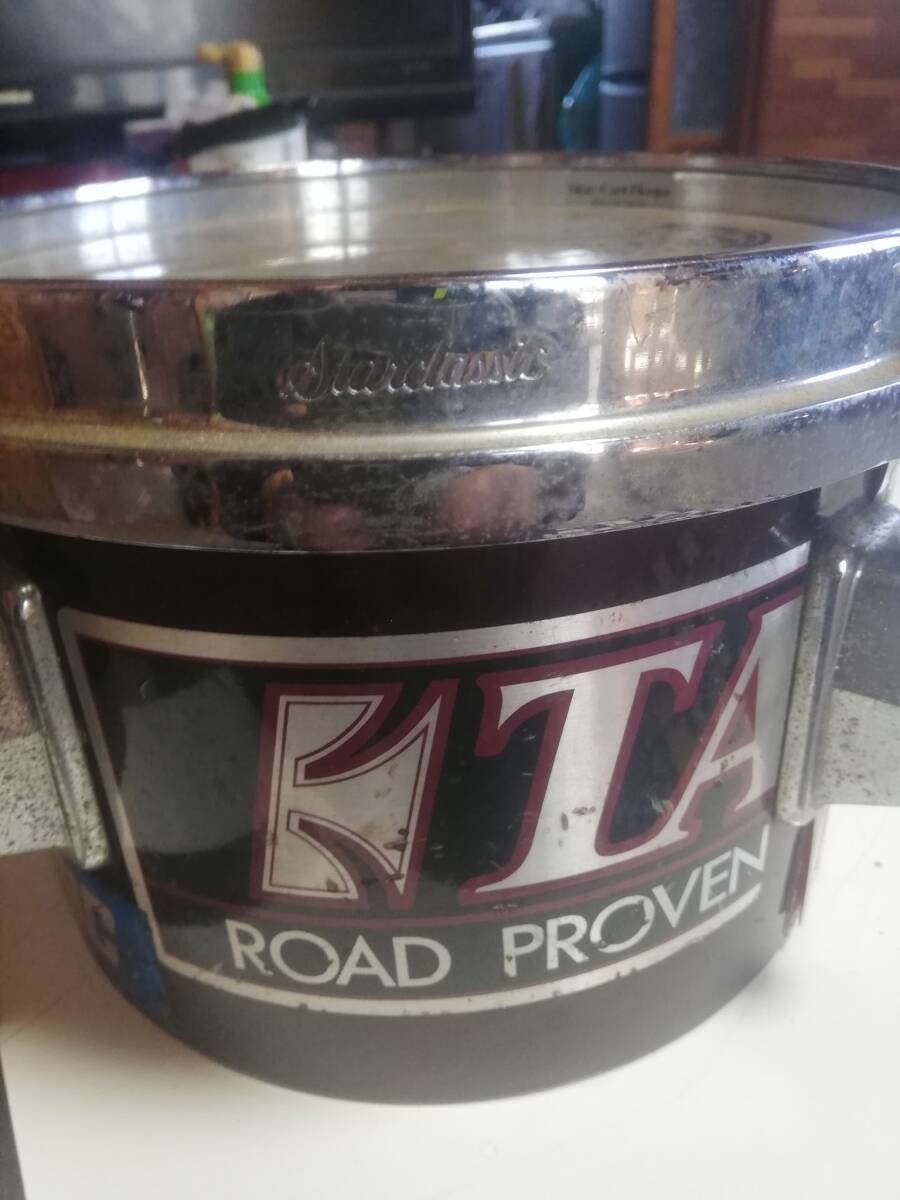 Starclassic
TA
ROAD PROVEN